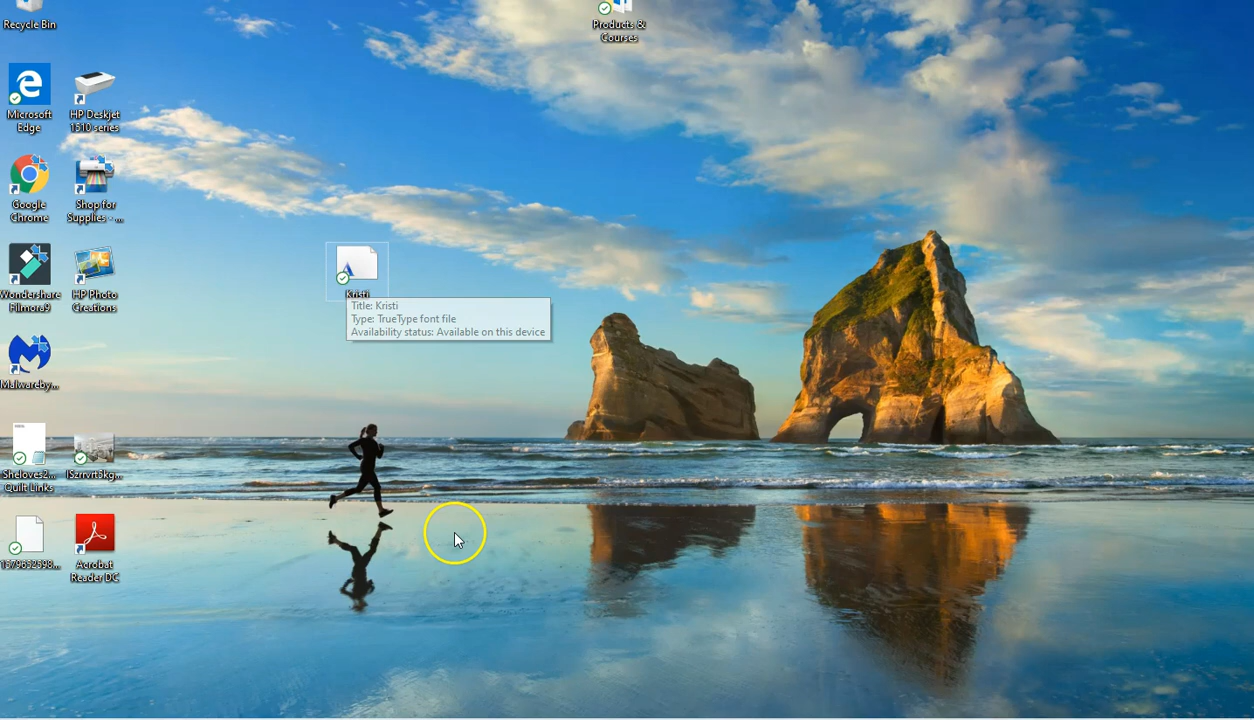 Recycle Bin
Products &
Courses
Microsoft
Edge
HP Deskjet
1510 series
Google
Chrome
Shop for
Supplies - ...
Wondershare
Filmora9
HP Photo
Creations
Kristi
Title: Kristi
Type: TrueType font file
Availability status: Available on this device
Malwareby...
Sheloves2...
Quilt Links
Acrobat
Reader DC